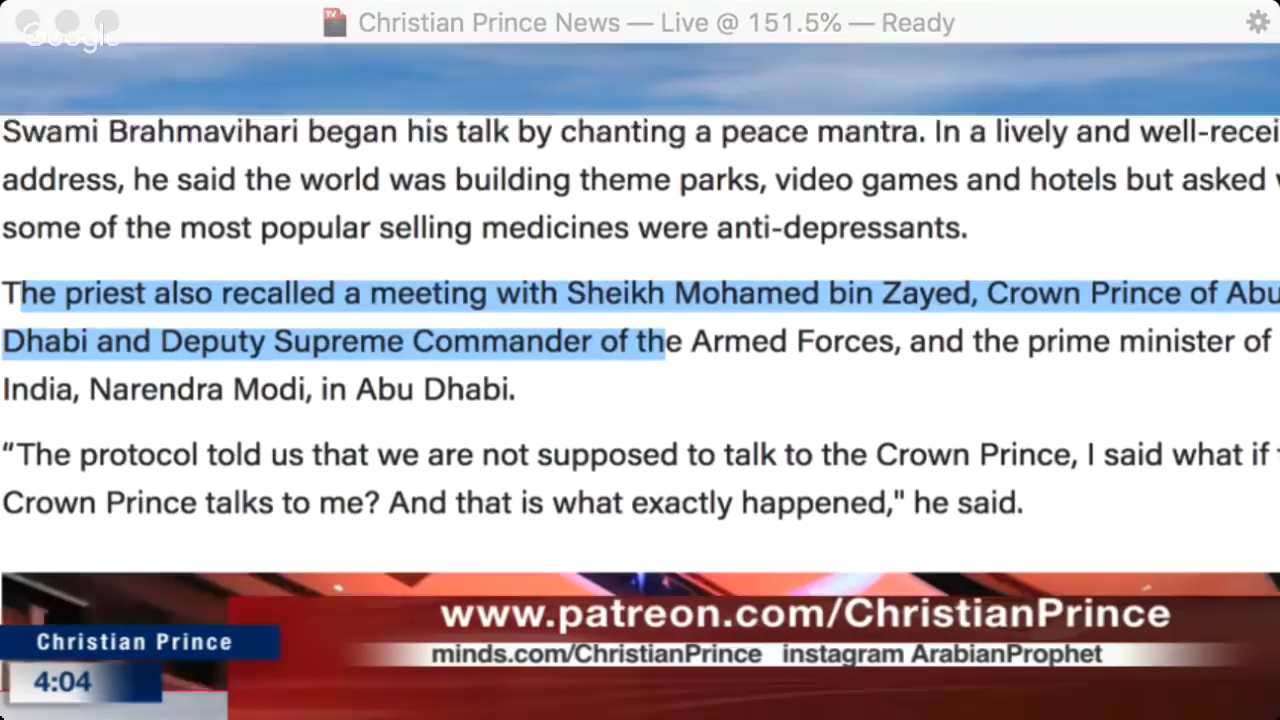 Christian Prince News — Live @ 151.5% — Ready
Google
Swami Brahmavihari began his talk by chanting a peace mantra. In a lively and well-recei
address, he said the world was building theme parks, video games and hotels but asked
some of the most popular selling medicines were anti-depressants.
The priest also recalled a meeting with Sheikh Mohamed bin Zayed, Crown Prince of Abu
Dhabi and Deputy Supreme Commander of the Armed Forces, and the prime minister of
India, Narendra Modi, in Abu Dhabi.
“The protocol told us that we are not supposed to talk to the Crown Prince, I said what if
Crown Prince talks to me? And that is what exactly happened," he said.
www.patreon.com/ChristianPrince
Christian Prince
minds.com/ChristianPrince instagram ArabianProphet
4:04